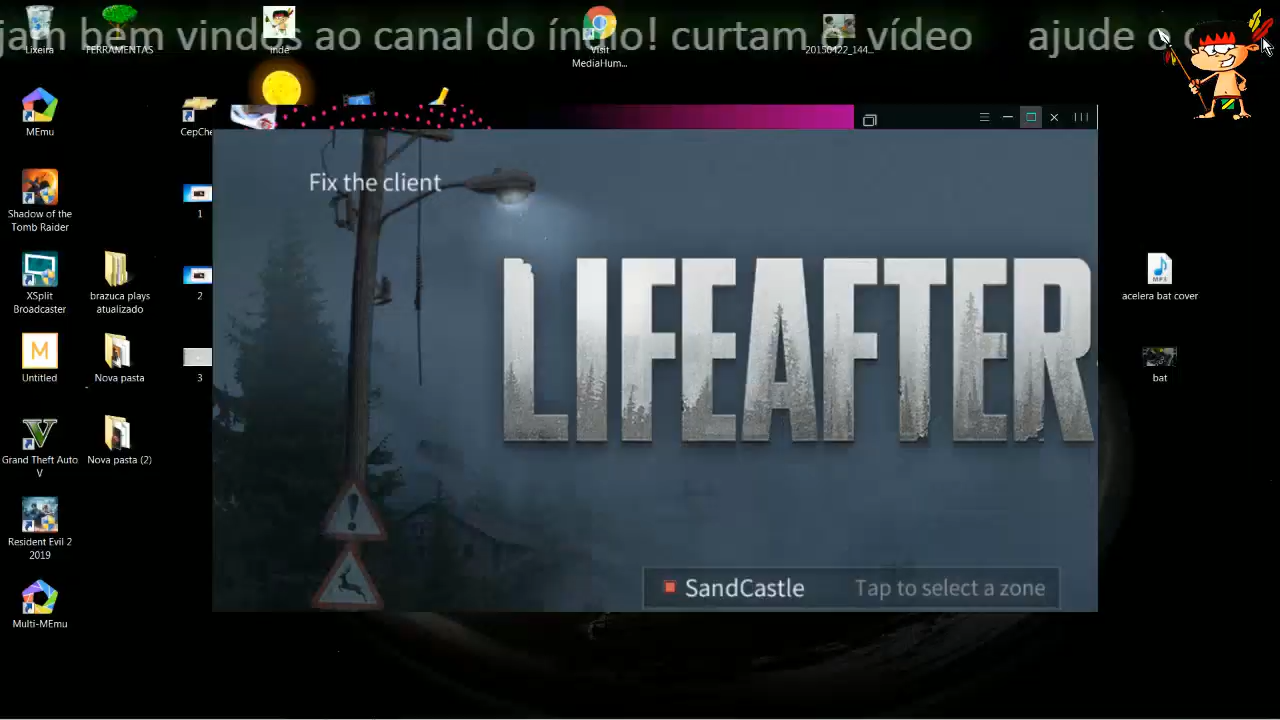 jam bem vindos ao canal do índio! curtam o vídeo ajude o c
Lixeira
FERRAMENTAS
índe
Visit
MediaHum...
20150422_144...
MEmu
CepChe
Shadow of the
Tomb Raider
1
XSplit
Broadcaster
brazuca plays
atualizado
2
Untitled
Nova pasta
3
Grand Theft Auto
V
Nova pasta (2)
Resident Evil 2
2019
Multi-MEmu
Fix the client
LIFEAFTER
SandCastle Tap to select a zone
MP3
acelera bat cover
bat